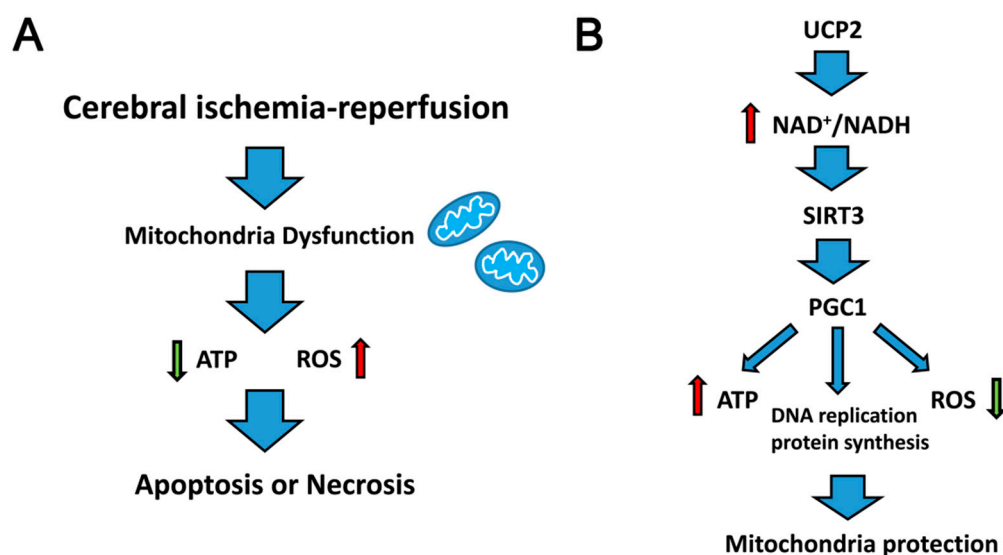 A
Cerebral ischemia-reperfusion
Mitochondria Dysfunction
ATP ROS
Apoptosis or Necrosis
B
UCP2
NAD⁺/NADH
SIRT3
PGC1
ATP ROS
DNA replication
protein synthesis
Mitochondria protection